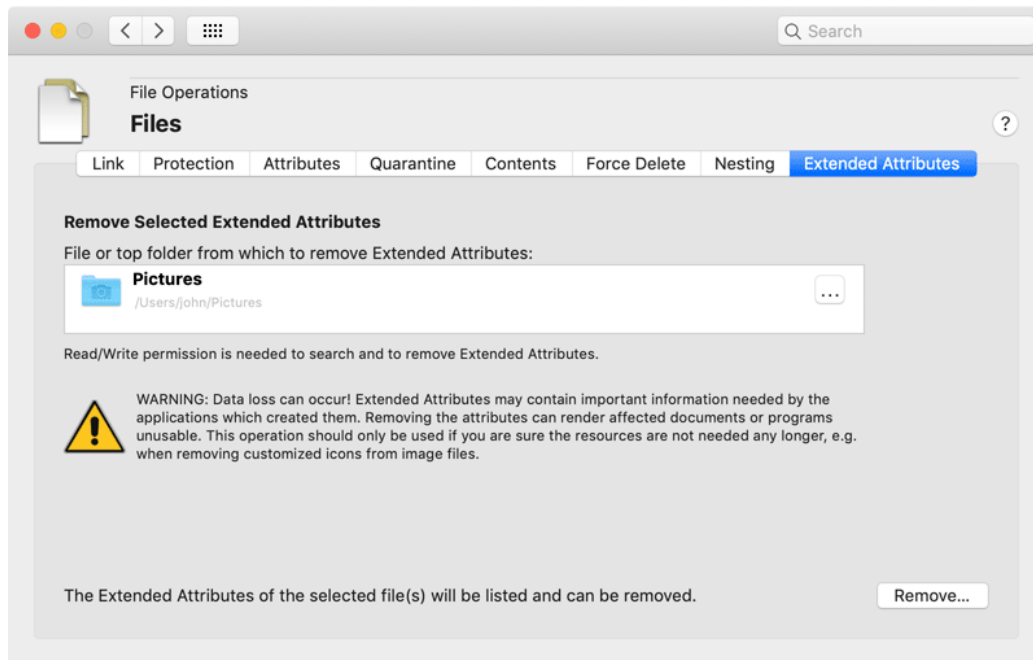 Search
File Operations
Files
?
Link Protection Attributes Quarantine Contents Force Delete Nesting Extended Attributes
Remove Selected Extended Attributes
File or top folder from which to remove Extended Attributes:
Pictures
/Users/john/Pictures
...
Read/Write permission is needed to search and to remove Extended Attributes.
WARNING: Data loss can occur! Extended Attributes may contain important information needed by the
applications which created them. Removing the attributes can render affected documents or programs
unusable. This operation should only be used if you are sure the resources are not needed any longer, e.g.
when removing customized icons from image files.
The Extended Attributes of the selected file(s) will be listed and can be removed.
Remove...